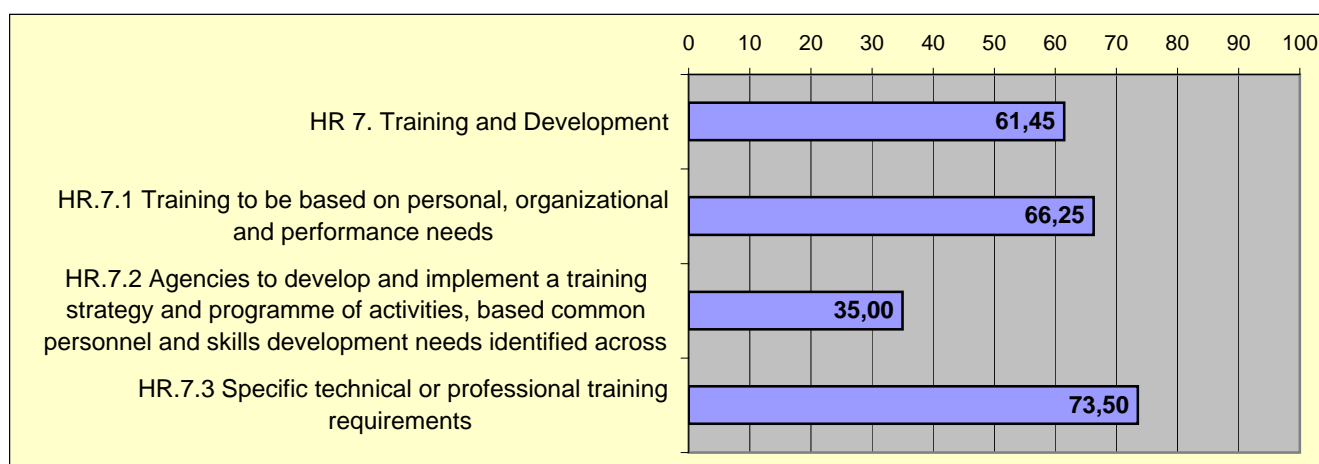 0 10 20 30 40 50 60 70 80 90 100
HR 7. Training and Development
61,45
HR.7.1 Training to be based on personal, organizational
and performance needs
66,25
HR.7.2 Agencies to develop and implement a training
strategy and programme of activities, based common
personnel and skills development needs identified across
35,00
HR.7.3 Specific technical or professional training
requirements
73,50